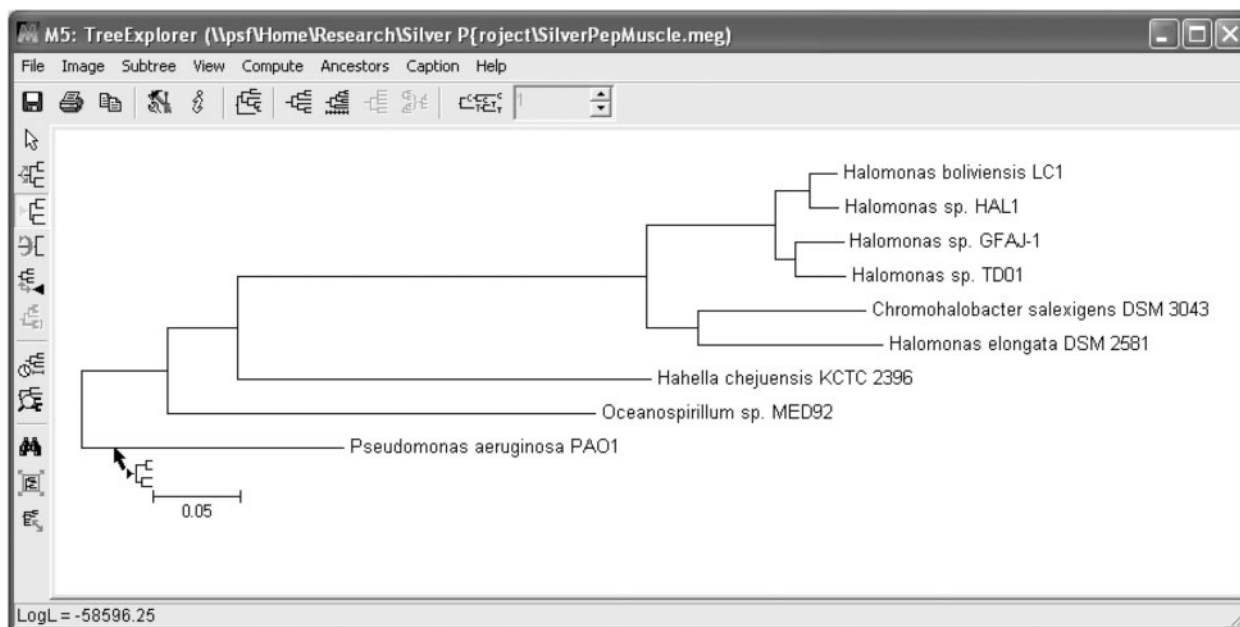 M5: TreeExplorer (\\psf\Home\Research\Silver P{roject\SilverPepMuscle.meg)
File Image Subtree View Compute Ancestors Caption Help
1
Halomonas boliviensis LC1
Halomonas sp. HAL1
Halomonas sp. GFAJ-1
Halomonas sp. TD01
Chromohalobacter salexigens DSM 3043
Halomonas elongata DSM 2581
Hahella chejuensis KCTC 2396
Oceanospirillum sp. MED92
Pseudomonas aeruginosa PAO1
0.05
LogL = -58596.25